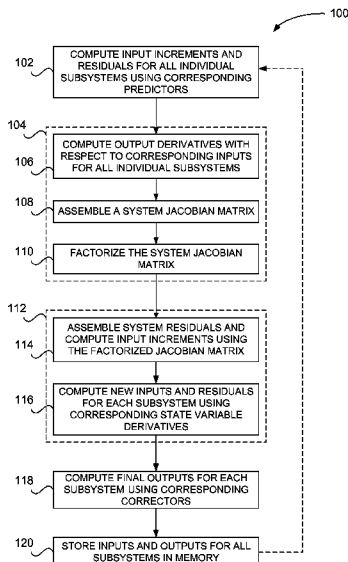 100
102
COMPUTE INPUT INCREMENTS AND
RESIDUALS FOR ALL INDIVIDUAL
SUBSYSTEMS USING CORRESPONDING
PREDICTORS
104
106
COMPUTE OUTPUT DERIVATIVES WITH
RESPECT TO CORRESPONDING INPUTS
FOR ALL INDIVIDUAL SUBSYSTEMS
108
ASSEMBLE A SYSTEM JACOBIAN MATRIX
110
FACTORIZE THE SYSTEM JACOBIAN
MATRIX
112
114
ASSEMBLE SYSTEM RESIDUALS AND
COMPUTE INPUT INCREMENTS USING
THE FACTORIZED JACOBIAN MATRIX
116
COMPUTE NEW INPUTS AND RESIDUALS
FOR EACH SUBSYSTEM USING
CORRESPONDING STATE VARIABLE
DERIVATIVES
118
COMPUTE FINAL OUTPUTS FOR EACH
SUBSYSTEM USING CORRESPONDING
CORRECTORS
120
STORE INPUTS AND OUTPUTS FOR ALL
SUBSYSTEMS IN MEMORY